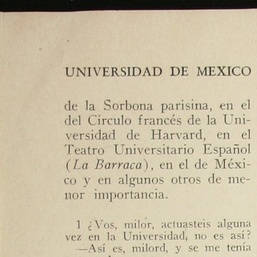 UNIVERSIDAD DE MEXICO
de la Sorbona parisina, en el
del Círculo francés de la Uni-
versidad de Harvard, en el
Teatro Universitario Español
(La Barraca), en el de Méxi-
co y en algunos otros de me-
nor importancia.
1 ¿Vos, milor, actuasteis alguna
vez en la Universidad, no es así?
—Así es, milord, y se me tenía